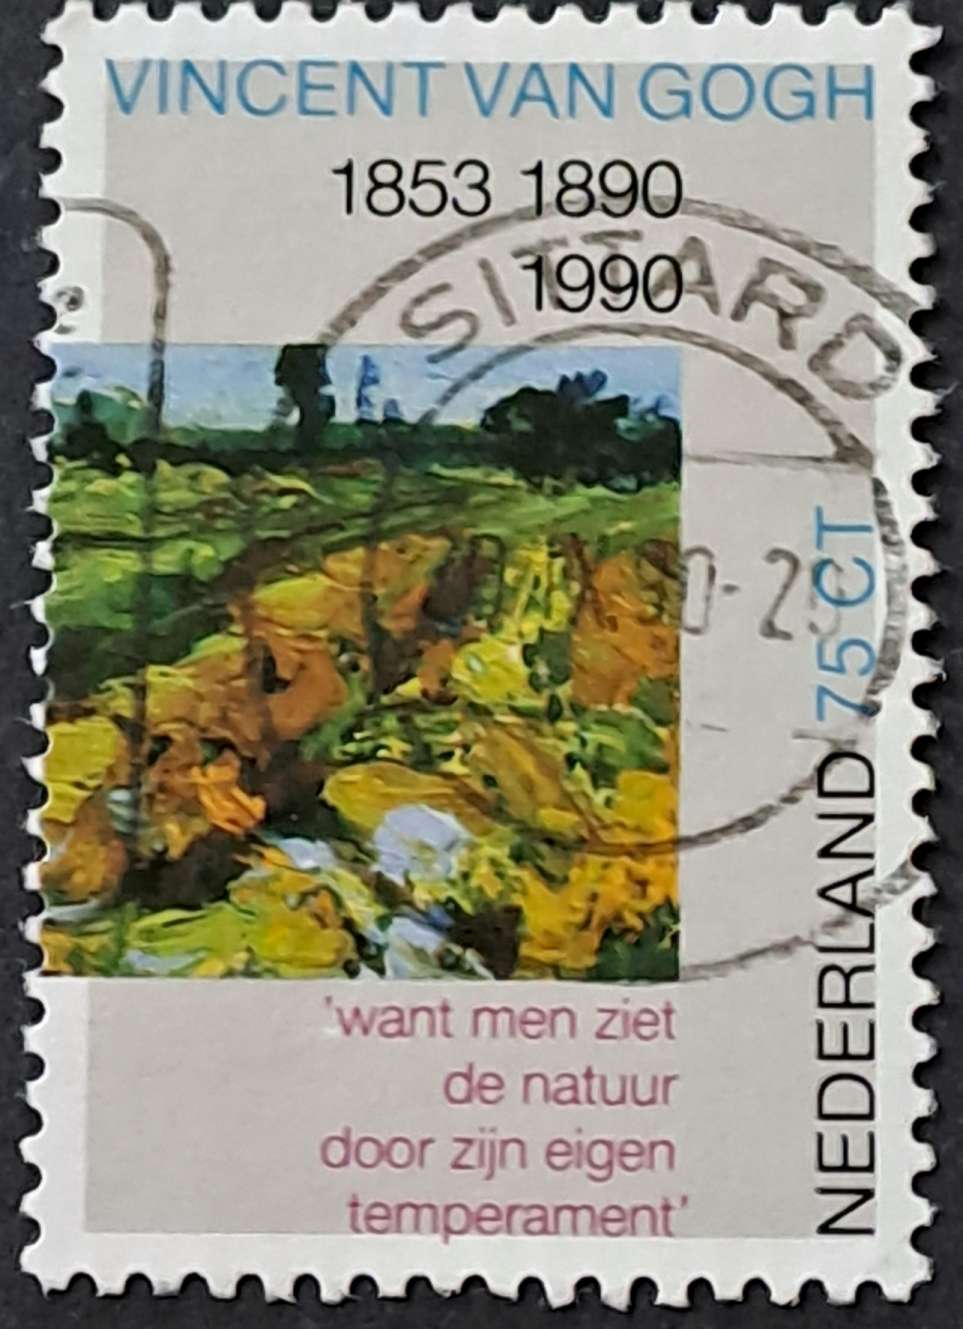 VINCENT VAN GOGH
1853 1890
1990
SITTARD
75 CT
NEDERLAND
'want men ziet
de natuur
door zijn eigen
temperament'